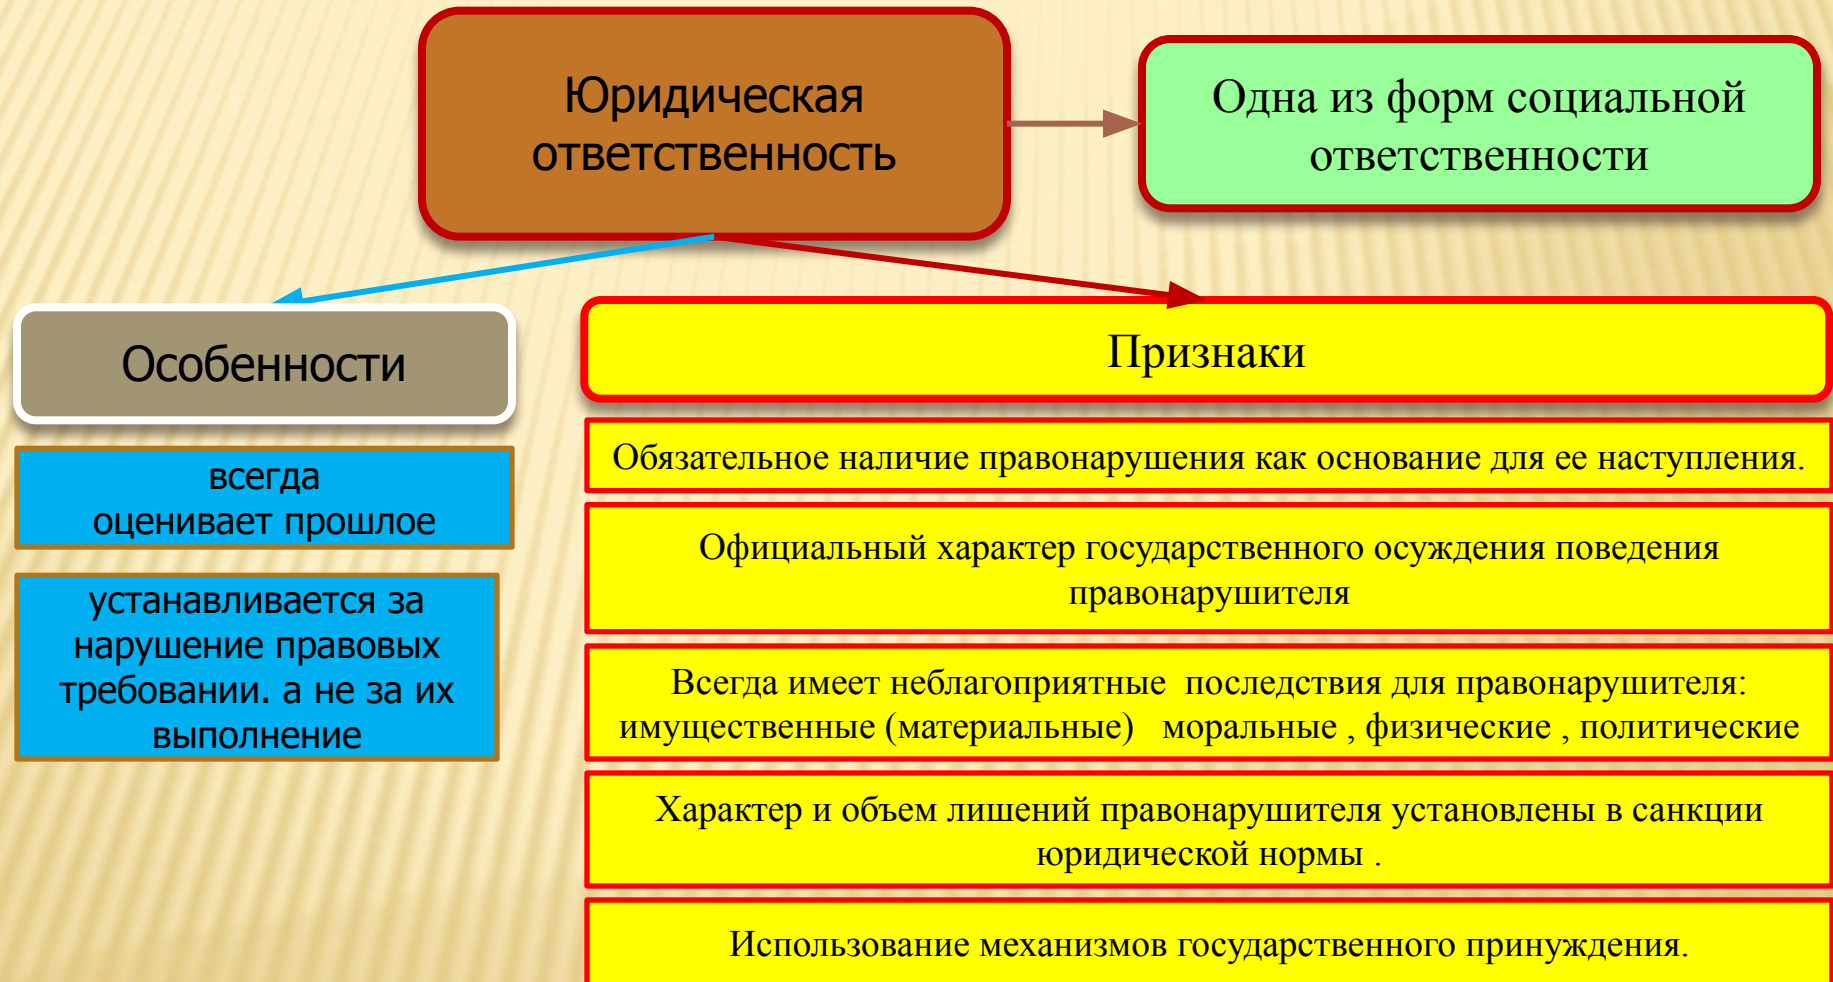 Юридическая
ответственность
Одна из форм социальной
ответственности
Особенности
всегда
оценивает прошлое
устанавливается за
нарушение правовых
требовании. а не за их
выполнение
Признаки
Обязательное наличие правонарушения как основание для ее наступления.
Официальный характер государственного осуждения поведения
правонарушителя
Всегда имеет неблагоприятные последствия для правонарушителя:
имущественные (материальные) моральные , физические , политические
Характер и объем лишений правонарушителя установлены в санкции
юридической нормы .
Использование механизмов государственного принуждения.